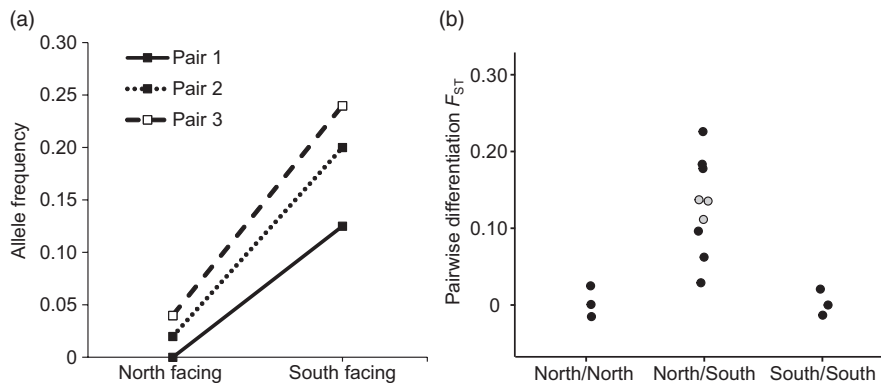 (a)
0.30
0.25
0.20
0.15
0.10
0.05
0
Allele frequency
Pair 1
Pair 2
Pair 3
North facing South facing
(b)
0.30
0.20
0.10
0
Pairwise differentiation FST
North/North North/South South/South